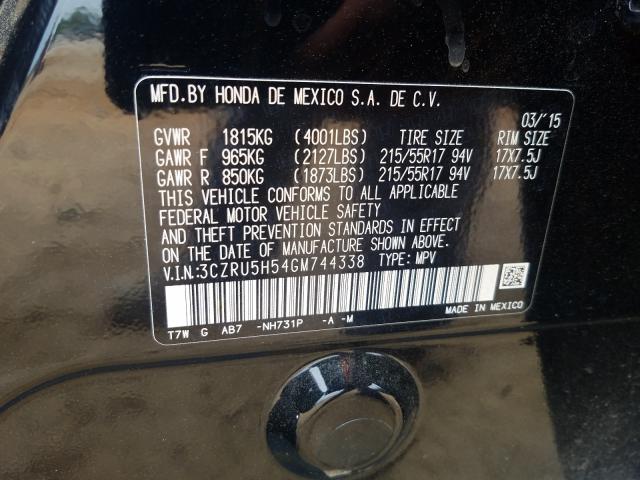 MFD.BY HONDA DE MEXICO S.A. DE C.V.
03/'15
GVWR 1815KG (4001LBS) TIRE SIZE RIM SIZE
GAWR F 965KG (2127LBS) 215/55R17 94V 17X7.5J
GAWR R 850KG (1873LBS) 215/55R17 94V 17X7.5J
THIS VEHICLE CONFORMS TO ALL APPLICABLE
FEDERAL MOTOR VEHICLE SAFETY
AND THEFT PREVENTION STANDARDS IN EFFECT
ON THE DATE OF MANUFACTURE SHOWN ABOVE.
V.I.N.:3CZRU5H54GM744338 TYPE: MPV
MADE IN MEXICO
T7W G AB7 -NH731P -A -M